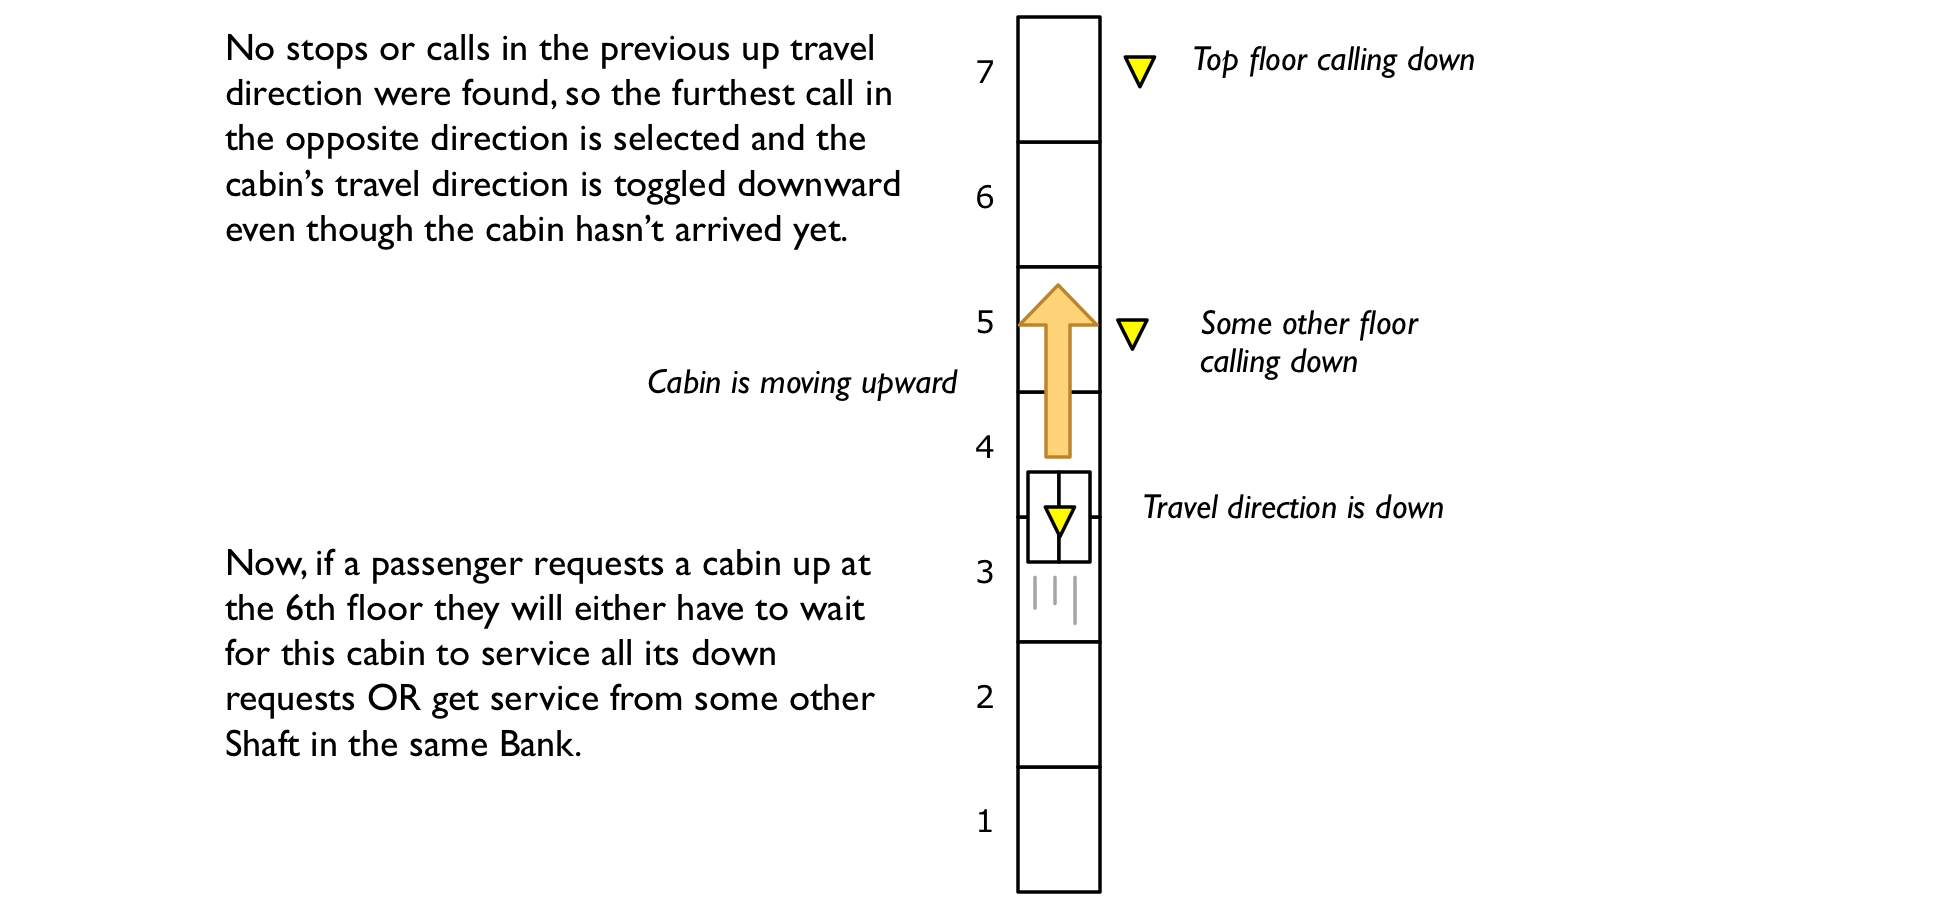 No stops or calls in the previous up travel
direction were found, so the furthest call in
the opposite direction is selected and the
cabin’s travel direction is toggled downward
even though the cabin hasn’t arrived yet.
7
Top floor calling down
6
5
Some other floor
calling down
Cabin is moving upward
4
Travel direction is down
Now, if a passenger requests a cabin up at
the 6th floor they will either have to wait
for this cabin to service all its down
requests OR get service from some other
Shaft in the same Bank.
3
2
1